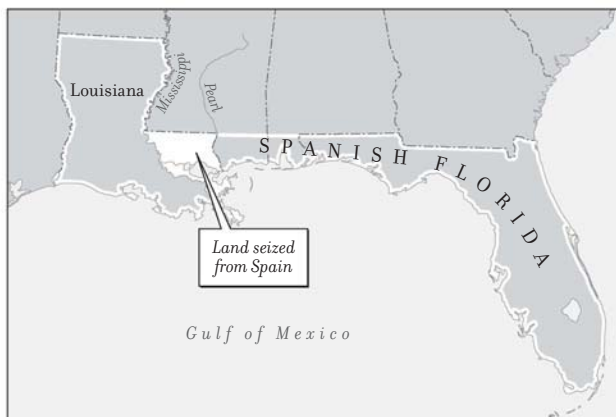 Louisiana
Mississippi
Pearl
SPANISH FLORIDA
Land seized
from Spain
Gulf of Mexico